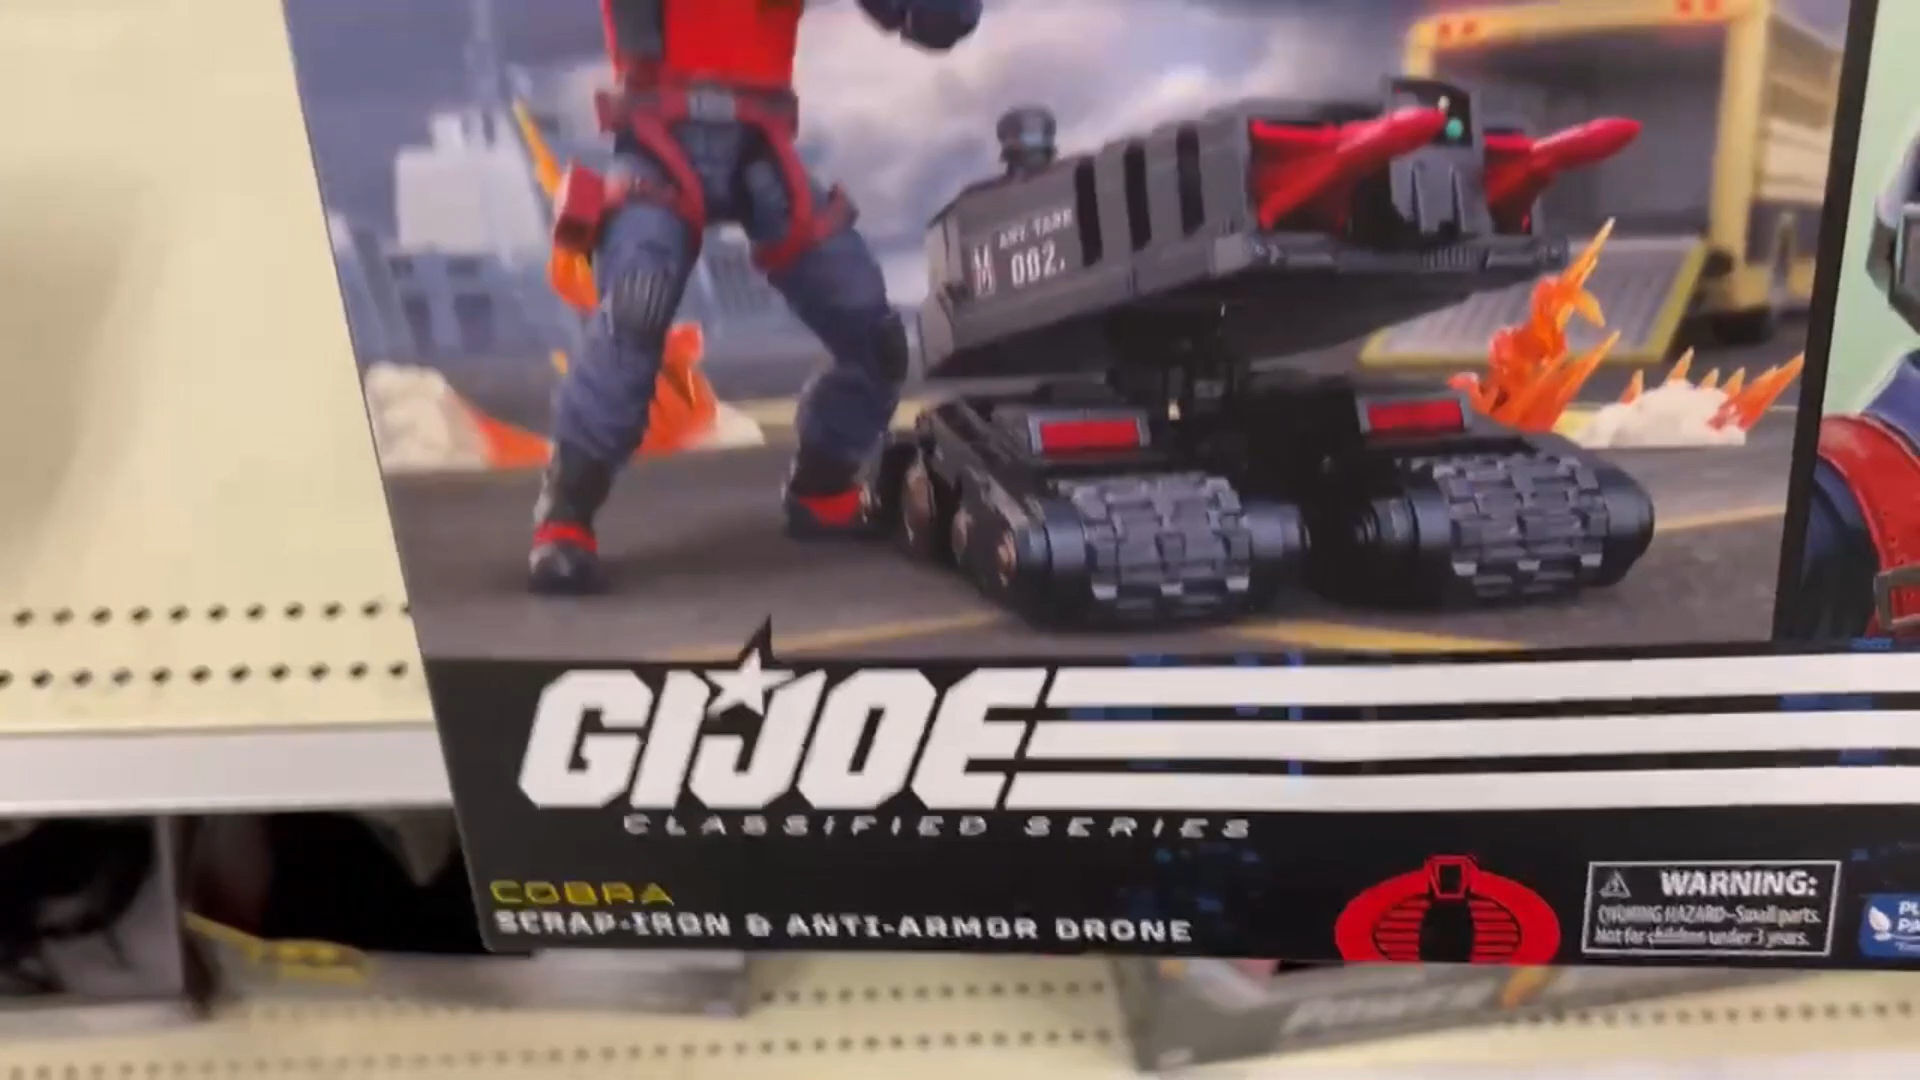 ANT-TANK
002.
GIJOE
CLASSIFIED SERIES
COBRA
SCRAP-IRON & ANTI-ARMOR DRONE
WARNING:
CHOKING HAZARD-Small parts.
Not for children under 3 years.